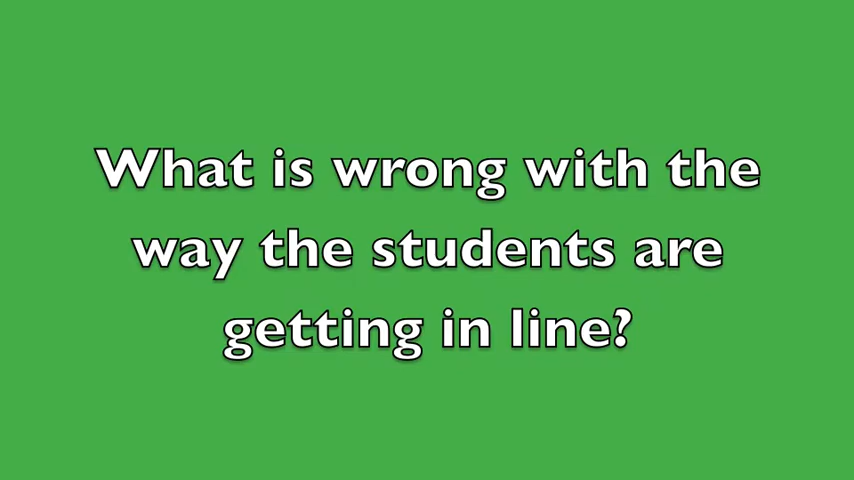 What is wrong with the
way the students are
getting in line?